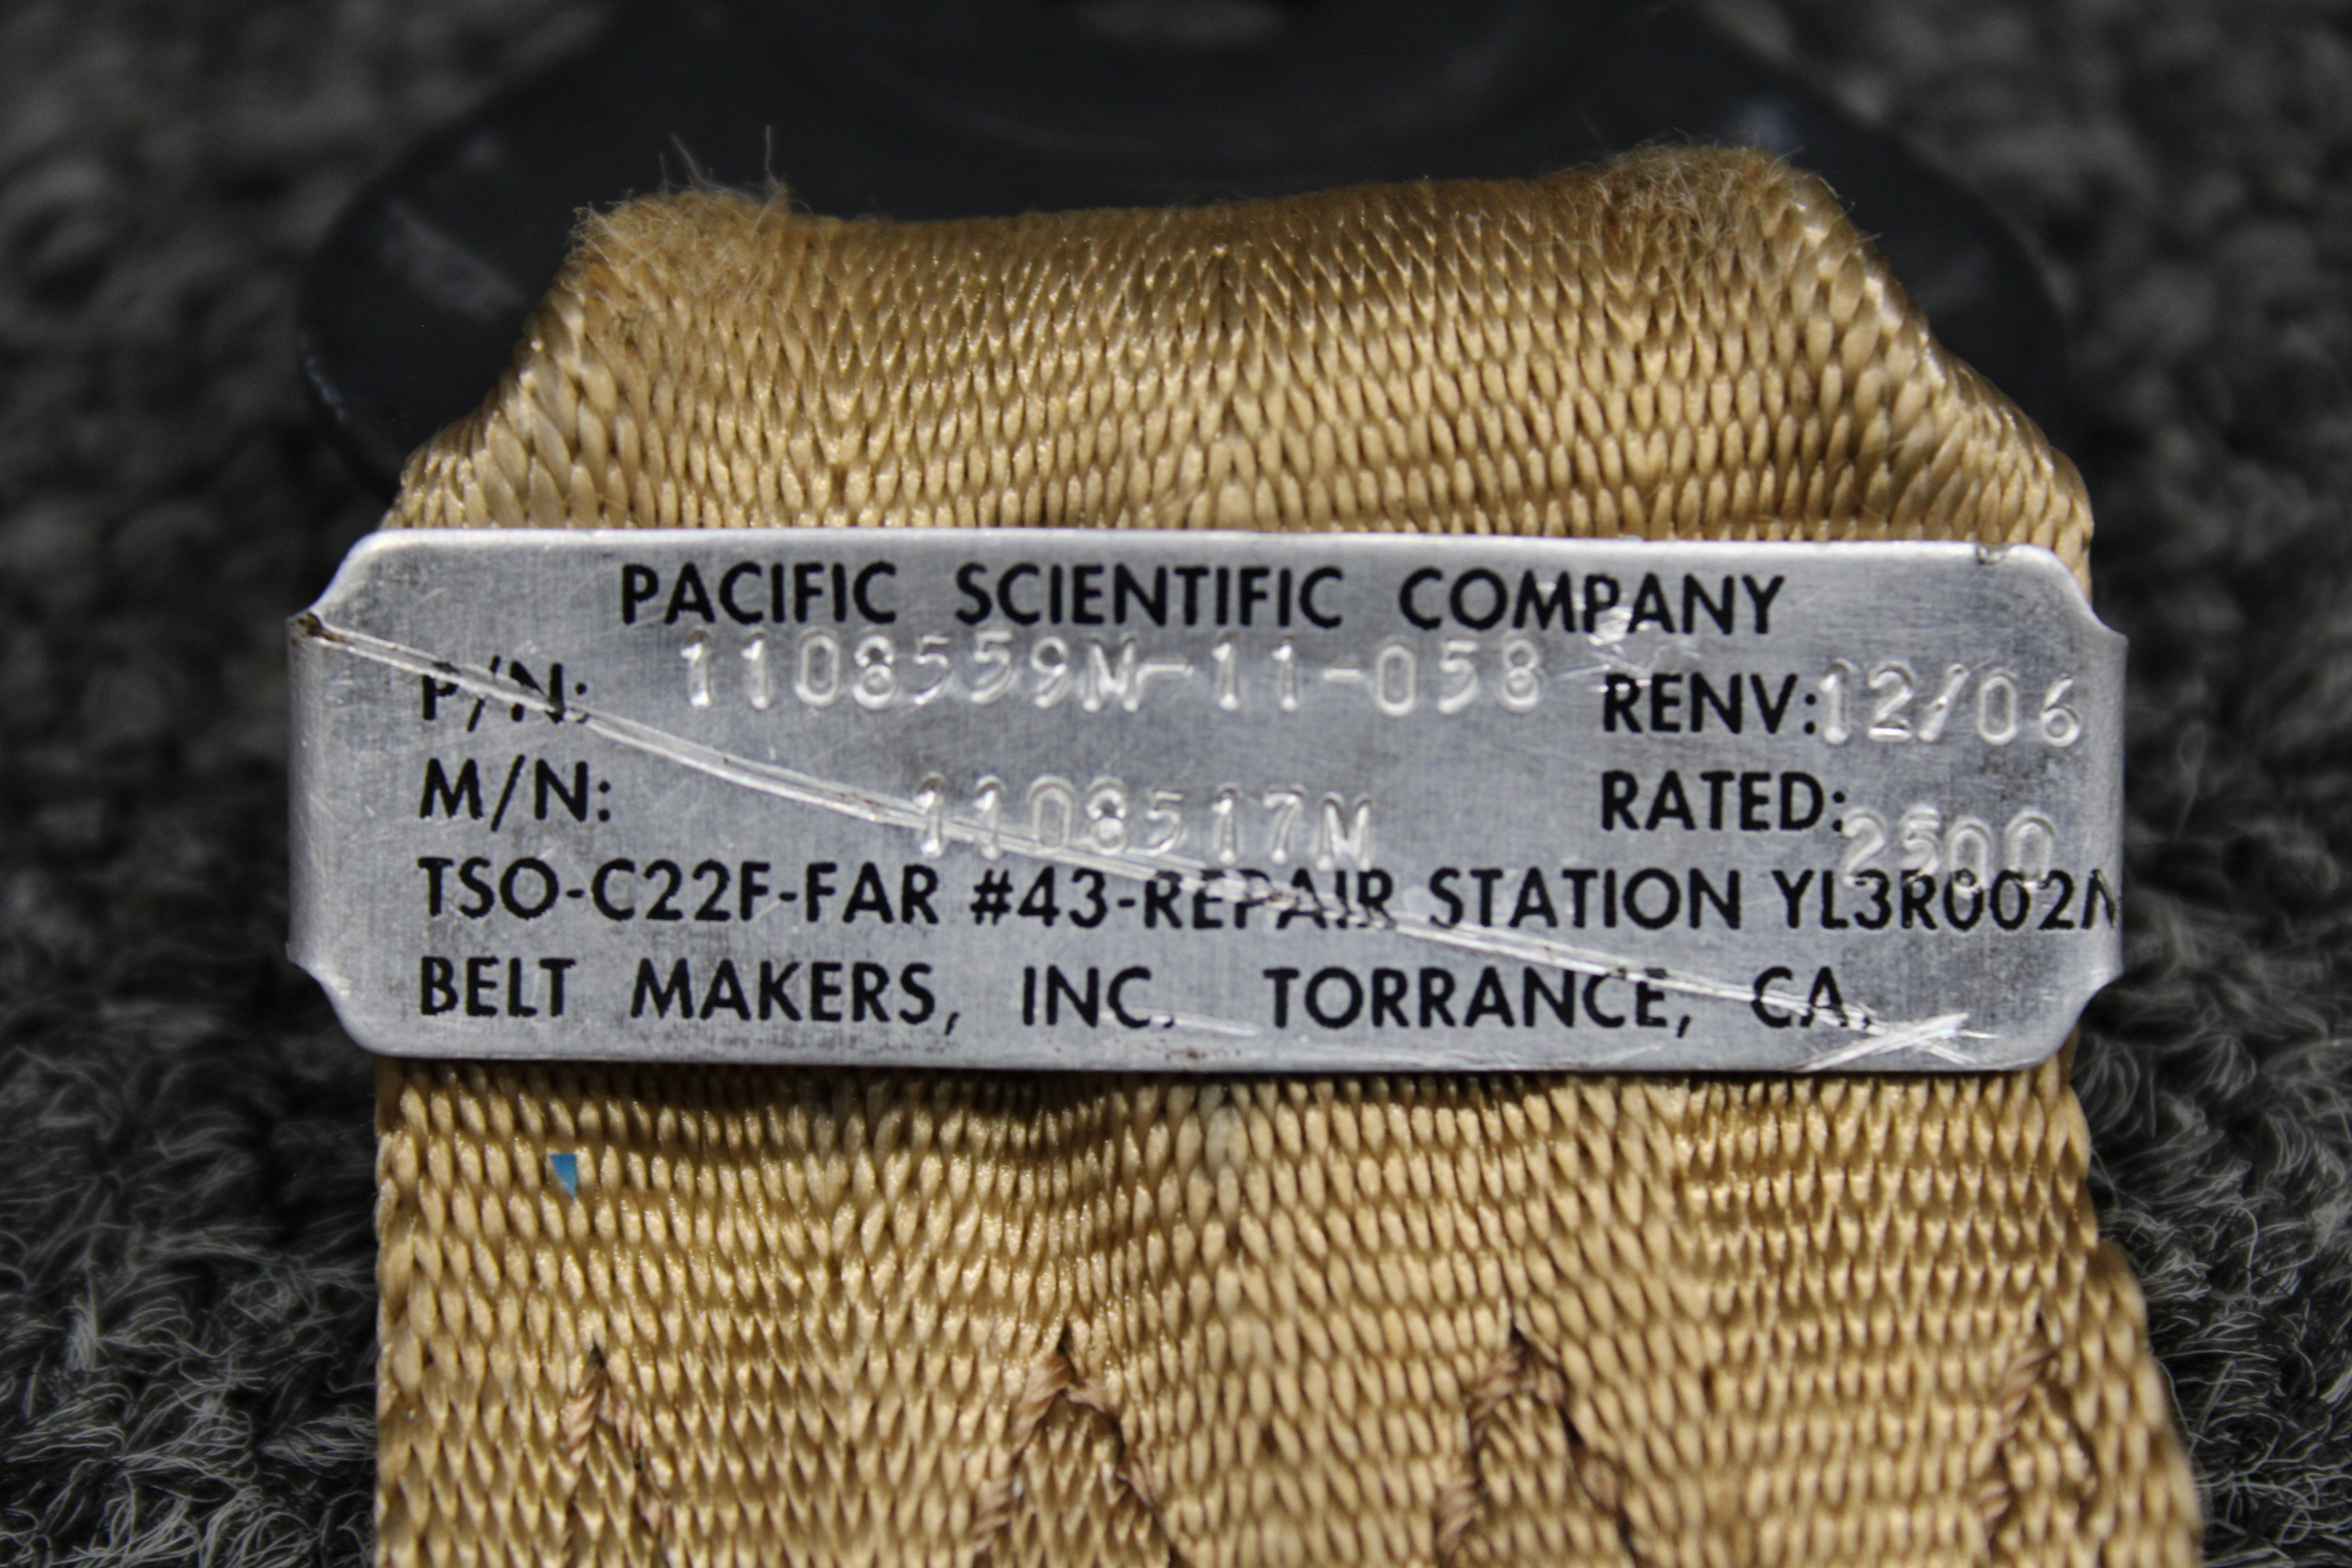 PACIFIC SCIENTIFIC COMPANY
P/N: 1108559M-11-058 RENV: 12/06
M/N: 1108517M RATED: 2500
TSO-C22F-FAR #43-REPAIR STATION YL3R002N
BELT MAKERS, INC. TORRANCE, CA.